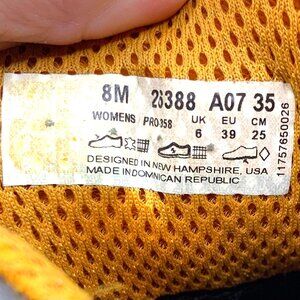 8M 26388 A07 35
WOMENS PRO358 UK EU CM
6 39 25
DESIGNED IN NEW HAMPSHIRE, USA
MADE IN DOMINICAN REPUBLIC
11757650026